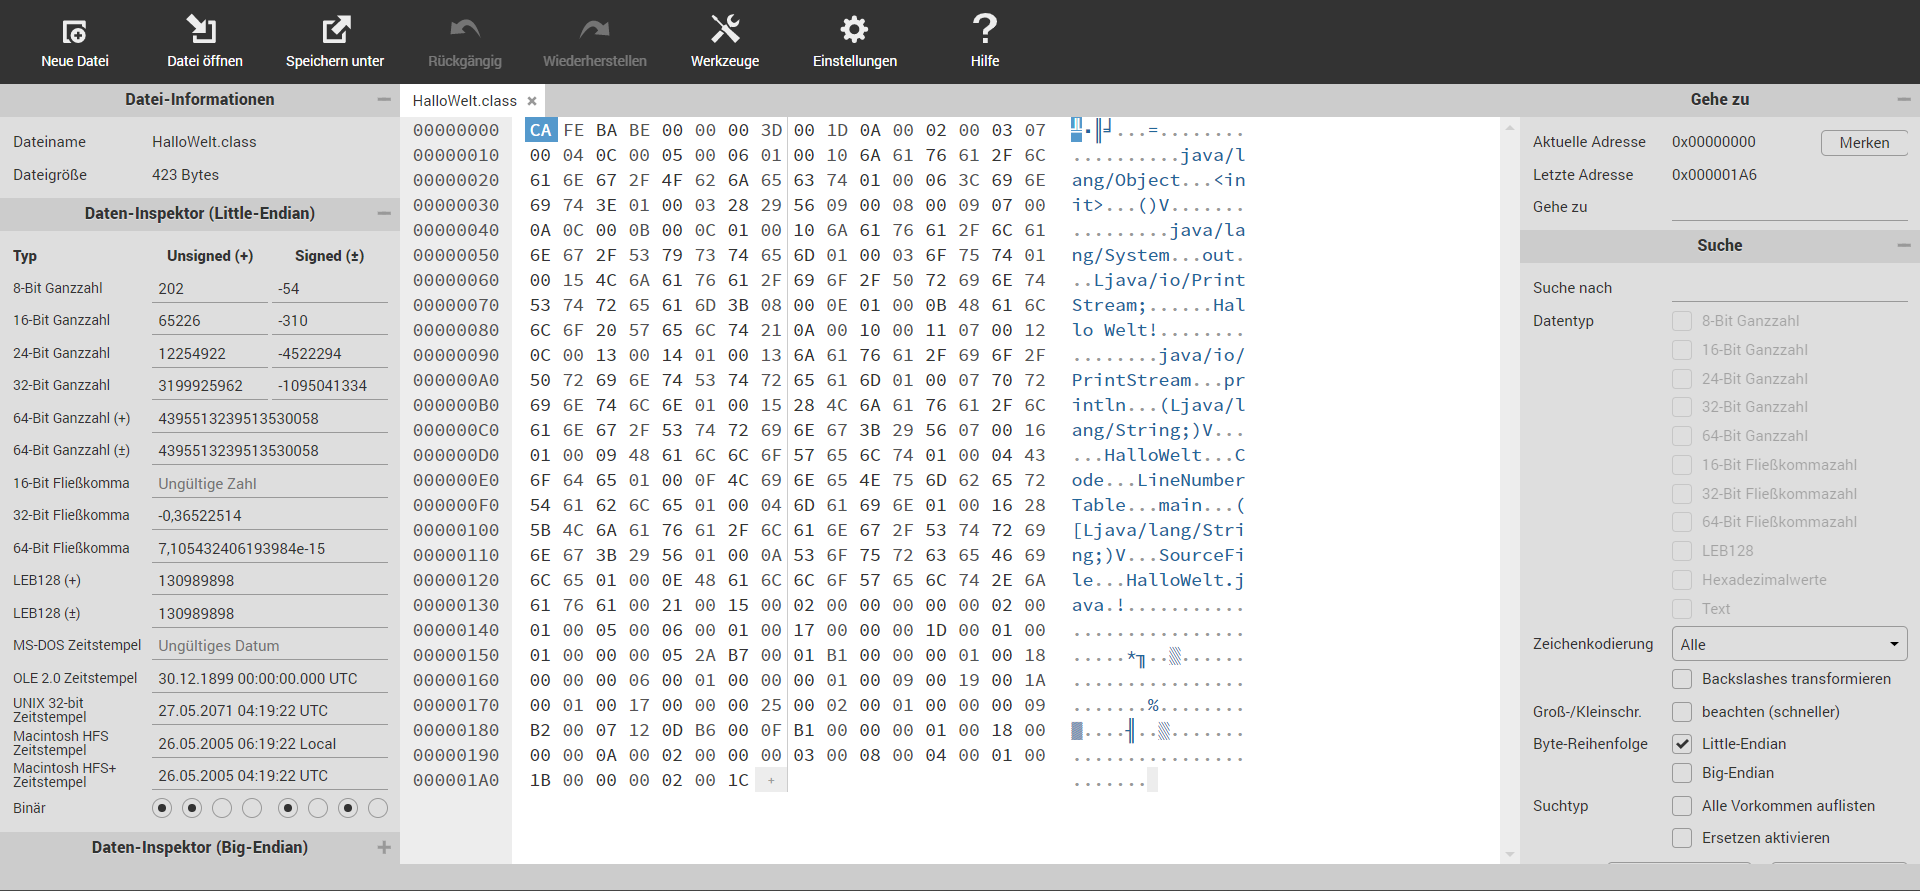 Neue Datei Datei öffnen Speichern unter Rückgängig Wiederherstellen Werkzeuge Einstellungen Hilfe
Datei-Informationen
Dateiname HalloWelt.class
Dateigröße 423 Bytes
Daten-Inspektor (Little-Endian)
Typ Unsigned (+) Signed (±)
8-Bit Ganzzahl 202 -54
16-Bit Ganzzahl 65226 -310
24-Bit Ganzzahl 12254922 -4522294
32-Bit Ganzzahl 3199925962 -1095041334
64-Bit Ganzzahl (+) 4395513239513530058
64-Bit Ganzzahl (±) 4395513239513530058
16-Bit Fließkomma Ungültige Zahl
32-Bit Fließkomma -0,36522514
64-Bit Fließkomma 7,105432406193984e-15
LEB128 (+) 130989898
LEB128 (±) 130989898
MS-DOS Zeitstempel Ungültiges Datum
OLE 2.0 Zeitstempel 30.12.1899 00:00:00.000 UTC
UNIX 32-bit
Zeitstempel 27.05.2071 04:19:22 UTC
Macintosh HFS
Zeitstempel 26.05.2005 06:19:22 Local
Macintosh HFS+
Zeitstempel 26.05.2005 04:19:22 UTC
Binär
Daten-Inspektor (Big-Endian)
HalloWelt.class
00000000 CA FE BA BE 00 00 00 3D 00 1D 0A 00 02 00 03 07 ╩■║╛...=........
00000010 00 04 0C 00 05 00 06 01 00 10 6A 61 76 61 2F 6C ..........java/l
00000020 61 6E 67 2F 4F 62 6A 65 63 74 01 00 06 3C 69 6E ang/Object...<in
00000030 69 74 3E 01 00 03 28 29 56 09 00 08 00 09 07 00 it>...()V.......
00000040 0A 0C 00 0B 00 0C 01 00 10 6A 61 76 61 2F 6C 61 .........java/la
00000050 6E 67 2F 53 79 73 74 65 6D 01 00 03 6F 75 74 01 ng/System...out.
00000060 00 15 4C 6A 61 76 61 2F 69 6F 2F 50 72 69 6E 74 ..Ljava/io/Print
00000070 53 74 72 65 61 6D 3B 08 00 0E 01 00 0B 48 61 6C Stream;......Hal
00000080 6C 6F 20 57 65 6C 74 21 0A 00 10 00 11 07 00 12 lo Welt!........
00000090 0C 00 13 00 14 01 00 13 6A 61 76 61 2F 69 6F 2F ........java/io/
000000A0 50 72 69 6E 74 53 74 72 65 61 6D 01 00 07 70 72 PrintStream...pr
000000B0 69 6E 74 6C 6E 01 00 15 28 4C 6A 61 76 61 2F 6C intln...(Ljava/l
000000C0 61 6E 67 2F 53 74 72 69 6E 67 3B 29 56 07 00 16 ang/String;)V...
000000D0 01 00 09 48 61 6C 6C 6F 57 65 6C 74 01 00 04 43 ...HalloWelt...C
000000E0 6F 64 65 01 00 0F 4C 69 6E 65 4E 75 6D 62 65 72 ode...LineNumber
000000F0 54 61 62 6C 65 01 00 04 6D 61 69 6E 01 00 16 28 Table...main...(
00000100 5B 4C 6A 61 76 61 2F 6C 61 6E 67 2F 53 74 72 69 [Ljava/lang/Stri
00000110 6E 67 3B 29 56 01 00 0A 53 6F 75 72 63 65 46 69 ng;)V...SourceFi
00000120 6C 65 01 00 0E 48 61 6C 6C 6F 57 65 6C 74 2E 6A le...HalloWelt.j
00000130 61 76 61 00 21 00 15 00 02 00 00 00 00 00 02 00 ava.!...........
00000140 01 00 05 00 06 00 01 00 17 00 00 00 1D 00 01 00 ................
00000150 01 00 00 00 05 2A B7 00 01 B1 00 00 00 01 00 18 .....*╖..▒......
00000160 00 00 00 06 00 01 00 00 00 01 00 09 00 19 00 1A ................
00000170 00 01 00 17 00 00 00 25 00 02 00 01 00 00 00 09 .......%........
00000180 B2 00 07 12 0D B6 00 0F B1 00 00 00 01 00 18 00 ▓....╢..▒.......
00000190 00 00 0A 00 02 00 00 00 03 00 08 00 04 00 01 00 ................
000001A0 1B 00 00 00 02 00 1C + .......
Gehe zu
Aktuelle Adresse 0x00000000 Merken
Letzte Adresse 0x000001A6
Gehe zu
Suche
Suche nach
Datentyp 8-Bit Ganzzahl
16-Bit Ganzzahl
24-Bit Ganzzahl
32-Bit Ganzzahl
64-Bit Ganzzahl
16-Bit Fließkommazahl
32-Bit Fließkommazahl
64-Bit Fließkommazahl
LEB128
Hexadezimalwerte
Text
Zeichenkodierung Alle
Backslashes transformieren
Groß-/Kleinschr. beachten (schneller)
Byte-Reihenfolge Little-Endian
Big-Endian
Suchtyp Alle Vorkommen auflisten
Ersetzen aktivieren